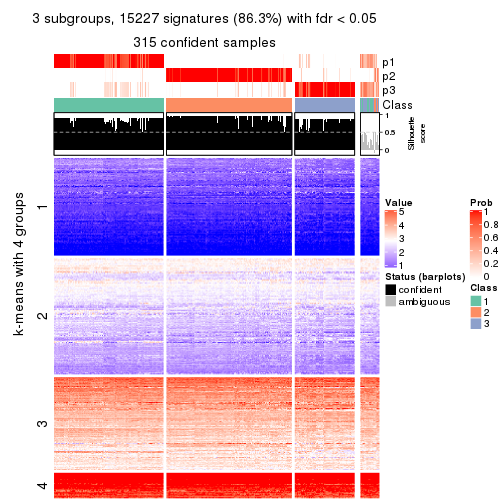 3 subgroups, 15227 signatures (86.3%) with fdr < 0.05
315 confident samples
p1
p2
p3
Class
1
0.5
0
Silhouette
score
k-means with 4 groups
1
2
3
4
Value
5
4
3
2
1
Status (barplots)
confident
ambiguous
Prob
1
0.8
0.6
0.4
0.2
0
Class
1
2
3